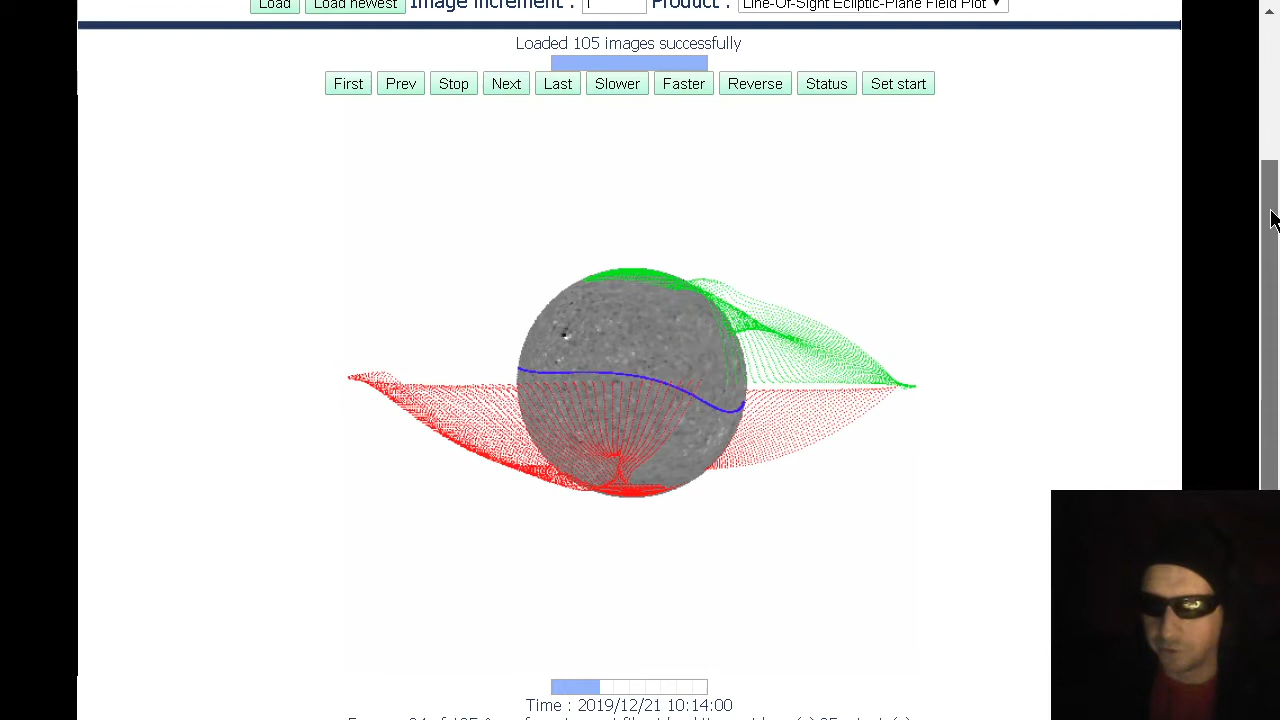 Load Load newest Image Increment : Product : Line-Of-Sight Ecliptic-Plane Field Plot
Loaded 105 images successfully
First Prev Stop Next Last Slower Faster Reverse Status Set start
Time : 2019/12/21 10:14:00